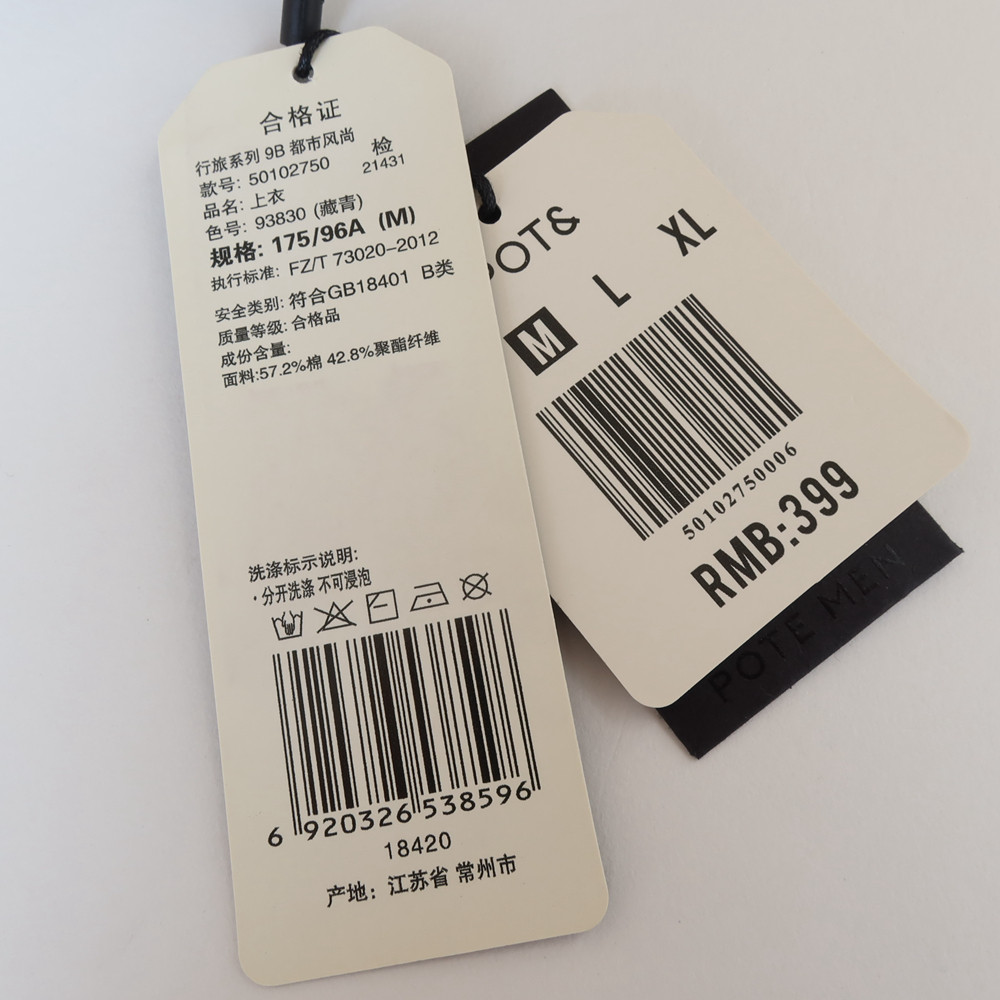 合格证
行旅系列 9B 都市风尚
款号: 50102750
检
21431
品名: 上衣
色号: 93830 (藏青)
规格: 175/96A (M)
执行标准: FZ/T 73020-2012
安全类别: 符合GB18401 B类
质量等级: 合格品
成份含量:
面料:57.2%棉 42.8%聚酯纤维
洗涤标示说明:
·分开洗涤 不可浸泡
6 920326 538596
18420
产地: 江苏省 常州市
POT&
M L XL
50102750006
RMB:399
POTE MEN